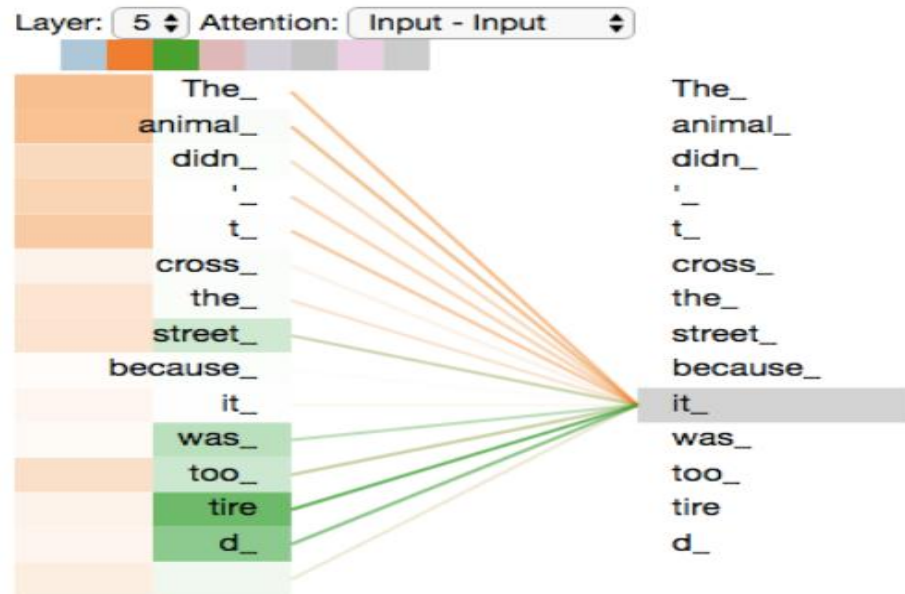 Layer: 5 Attention: Input - Input
The_ The_
animal_ animal_
didn_ didn_
'_ '_
t_ t_
cross_ cross_
the_ the_
street_ street_
because_ because_
it_ it_
was_ was_
too_ too_
tire tire
d_ d_